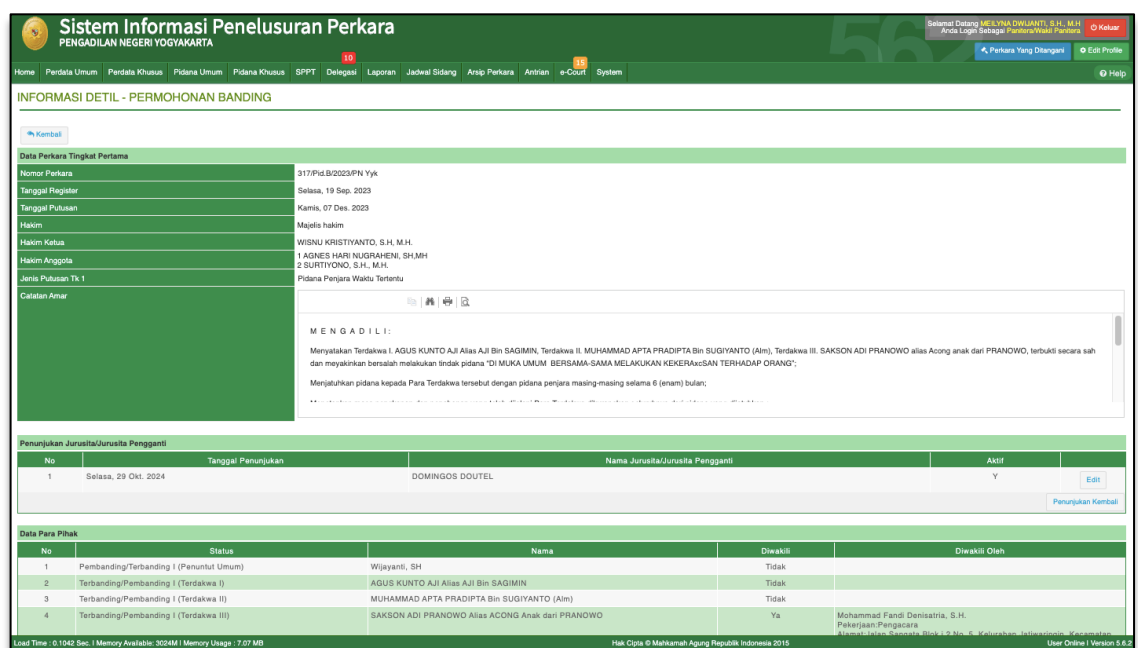 Sistem Informasi Penelusuran Perkara
PENGADILAN NEGERI YOGYAKARTA
562
Selamat Datang MEILYNA DWIJANTI, S.H., M.H
Anda Login Sebagai Panitera/Wakil Panitera
Keluar
Perkara Yang Ditangani Edit Profile
10
15
Home Perdata Umum Perdata Khusus Pidana Umum Pidana Khusus SPPT Delegasi Laporan Jadwal Sidang Arsip Perkara Antrian e-Court System Help
INFORMASI DETIL - PERMOHONAN BANDING
Kembali
Data Perkara Tingkat Pertama
Nomor Perkara 317/Pid.B/2023/PN Yyk
Tanggal Register Selasa, 19 Sep. 2023
Tanggal Putusan Kamis, 07 Des. 2023
Hakim Majelis hakim
Hakim Ketua WISNU KRISTIYANTO, S.H, M.H.
Hakim Anggota 1 AGNES HARI NUGRAHENI, SH,MH
2 SURTIYONO, S.H., M.H.
Jenis Putusan Tk 1 Pidana Penjara Waktu Tertentu
Catatan Amar
M E N G A D I L I :
Menyatakan Terdakwa I. AGUS KUNTO AJI Alias AJI Bin SAGIMIN, Terdakwa II. MUHAMMAD APTA PRADIPTA Bin SUGIYANTO (Alm), Terdakwa III. SAKSON ADI PRANOWO alias Acong anak dari PRANOWO, terbukti secara sah
dan meyakinkan bersalah melakukan tindak pidana "DI MUKA UMUM BERSAMA-SAMA MELAKUKAN KEKERAxcSAN TERHADAP ORANG";
Menjatuhkan pidana kepada Para Terdakwa tersebut dengan pidana penjara masing-masing selama 6 (enam) bulan;
Penunjukan Jurusita/Jurusita Pengganti
No Tanggal Penunjukan Nama Jurusita/Jurusita Pengganti Aktif
1 Selasa, 29 Okt. 2024 DOMINGOS DOUTEL Y Edit
Penunjukan Kembali
Data Para Pihak
No Status Nama Diwakili Diwakili Oleh
1 Pembanding/Terbanding I (Penuntut Umum) Wijayanti, SH Tidak
2 Terbanding/Pembanding I (Terdakwa I) AGUS KUNTO AJI Alias AJI Bin SAGIMIN Tidak
3 Terbanding/Pembanding I (Terdakwa II) MUHAMMAD APTA PRADIPTA Bin SUGIYANTO (Alm) Tidak
4 Terbanding/Pembanding I (Terdakwa III) SAKSON ADI PRANOWO Alias ACONG Anak dari PRANOWO Ya Mohammad Fandi Denisatria, S.H.
Pekerjaan:Pengacara
Load Time : 0.1042 Sec. | Memory Available: 3024M | Memory Usage : 7.07 MB Hak Cipta © Mahkamah Agung Republik Indonesia 2015 User Online | Version 5.6.2